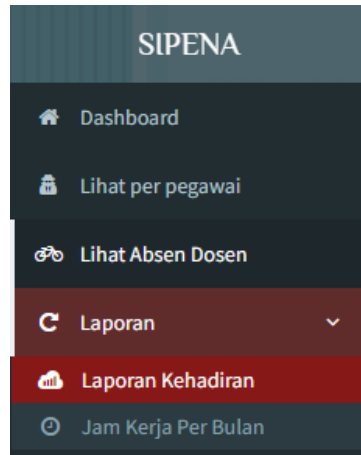 SIPENA
Dashboard
Lihat per pegawai
Lihat Absen Dosen
Laporan
Laporan Kehadiran
Jam Kerja Per Bulan